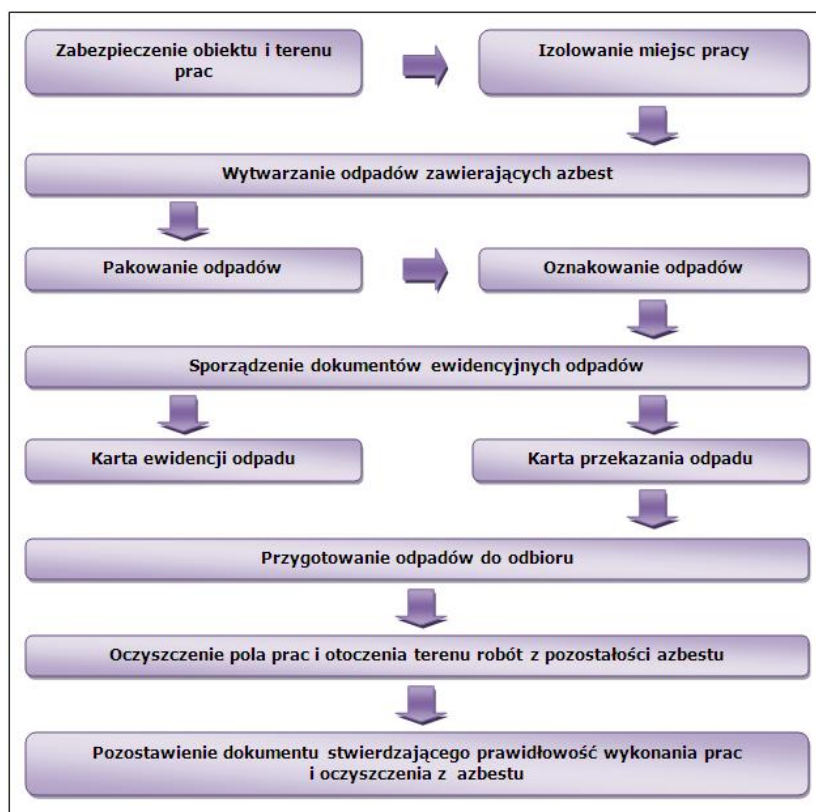 Zabezpieczenie obiektu i terenu
prac
Izolowanie miejsc pracy
Wytwarzanie odpadów zawierających azbest
Pakowanie odpadów
Oznakowanie odpadów
Sporządzenie dokumentów ewidencyjnych odpadów
Karta ewidencji odpadu
Karta przekazania odpadu
Przygotowanie odpadów do odbioru
Oczyszczenie pola prac i otoczenia terenu robót z pozostałości azbestu
Pozostawienie dokumentu stwierdzającego prawidłowość wykonania prac
i oczyszczenia z azbestu